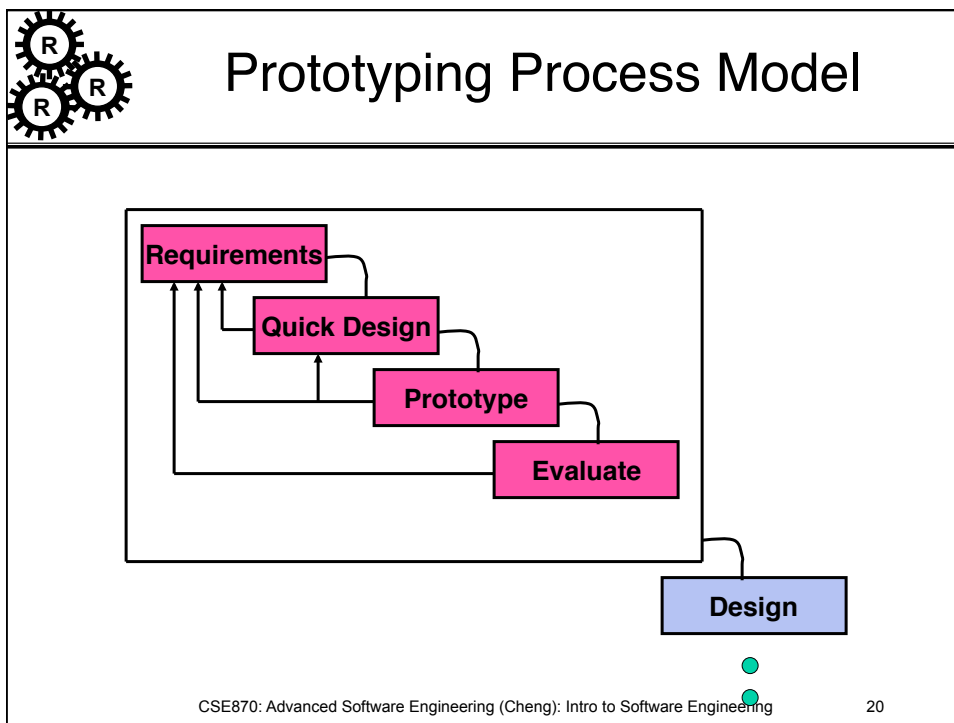 R
R
R
Prototyping Process Model
Requirements
Quick Design
Prototype
Evaluate
Design
CSE870: Advanced Software Engineering (Cheng): Intro to Software Engineering
20